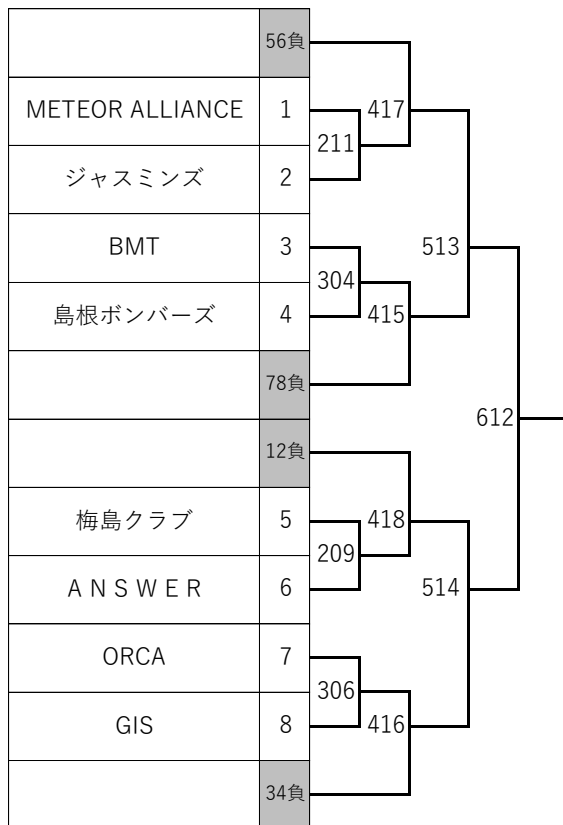 56負
METEOR ALLIANCE 1
417
211
ジャスミンズ 2
BMT 3
513
304
島根ボンバーズ 4
415
78負
612
12負
梅島クラブ 5
418
209
ＡＮＳＷＥＲ 6
514
ORCA 7
306
GIS 8
416
34負